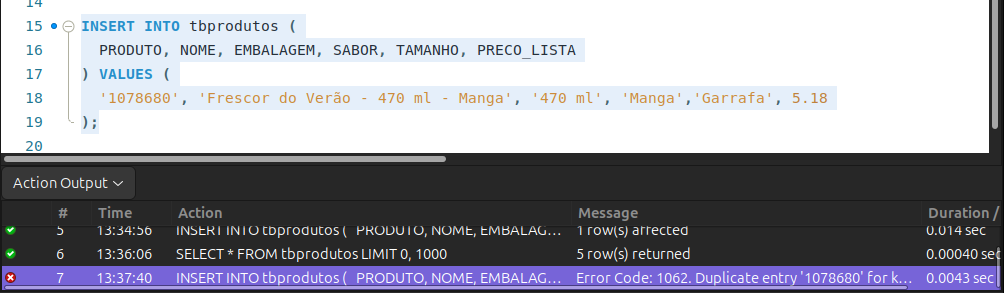 14
15 INSERT INTO tbprodutos (
16 PRODUTO, NOME, EMBALAGEM, SABOR, TAMANHO, PRECO_LISTA
17 ) VALUES (
18 '1078680', 'Frescor do Verão - 470 ml - Manga', '470 ml', 'Manga','Garrafa', 5.18
19 );
20
Action Output
# Time Action Message Duration /
5 13:34:56 INSERT INTO tbprodutos ( PRODUTO, NOME, EMBALAG... 1 row(s) affected 0.014 sec
6 13:36:06 SELECT * FROM tbprodutos LIMIT 0, 1000 5 row(s) returned 0.00040 sec
7 13:37:40 INSERT INTO tbprodutos ( PRODUTO, NOME, EMBALAG... Error Code: 1062. Duplicate entry '1078680' for k... 0.0043 sec